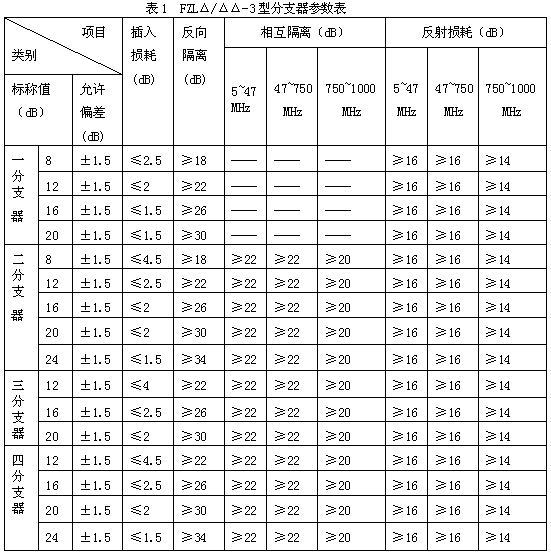 表1 FZL△/△△-3型分支器参数表
项目 插入 反向 相互隔离（dB） 反射损耗（dB）
类别 损耗 隔离
(dB) (dB)
标称值 允许 5~47 47~750 750~1000 5~47 47~750 750~1000
（dB） 偏差 MHz MHz MHz MHz MHz MHz
(dB)
一分支器 8 ±1.5 ≤2.5 ≥18 —— —— —— ≥16 ≥16 ≥14
12 ±1.5 ≤2 ≥22 —— —— —— ≥16 ≥16 ≥14
16 ±1.5 ≤1.5 ≥26 —— —— —— ≥16 ≥16 ≥14
20 ±1.5 ≤1.5 ≥30 —— —— —— ≥16 ≥16 ≥14
二分支器 8 ±1.5 ≤4.5 ≥18 ≥22 ≥22 ≥20 ≥16 ≥16 ≥14
12 ±1.5 ≤2.5 ≥22 ≥22 ≥22 ≥20 ≥16 ≥16 ≥14
16 ±1.5 ≤2 ≥26 ≥22 ≥22 ≥20 ≥16 ≥16 ≥14
20 ±1.5 ≤2 ≥30 ≥22 ≥22 ≥20 ≥16 ≥16 ≥14
24 ±1.5 ≤1.5 ≥34 ≥22 ≥22 ≥20 ≥16 ≥16 ≥14
三分支器 12 ±1.5 ≤4 ≥22 ≥22 ≥22 ≥20 ≥16 ≥16 ≥14
16 ±1.5 ≤2.5 ≥26 ≥22 ≥22 ≥20 ≥16 ≥16 ≥14
20 ±1.5 ≤2 ≥30 ≥22 ≥22 ≥20 ≥16 ≥16 ≥14
四分支器 12 ±1.5 ≤4.5 ≥22 ≥22 ≥22 ≥20 ≥16 ≥16 ≥14
16 ±1.5 ≤2.5 ≥26 ≥22 ≥22 ≥20 ≥16 ≥16 ≥14
20 ±1.5 ≤2 ≥30 ≥22 ≥22 ≥20 ≥16 ≥16 ≥14
24 ±1.5 ≤1.5 ≥34 ≥22 ≥22 ≥20 ≥16 ≥16 ≥14